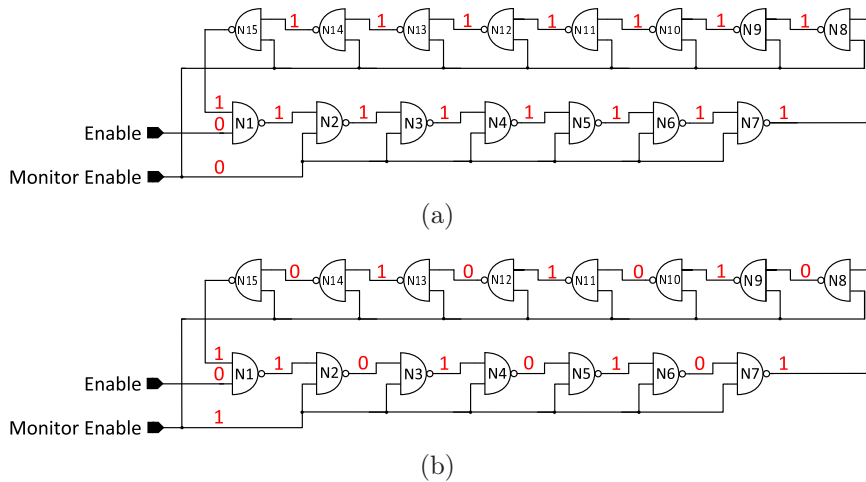 1 1 1 1 1 1 1
N15 N14 N13 N12 N11 N10 N9 N8
1 1 1 1 1 1 1 1
Enable 0 N1 N2 N3 N4 N5 N6 N7
Monitor Enable 0
(a)
0 1 0 1 0 1 0
N15 N14 N13 N12 N11 N10 N9 N8
1 1 0 1 0 1 0 1
Enable 0 N1 N2 N3 N4 N5 N6 N7
Monitor Enable 1
(b)